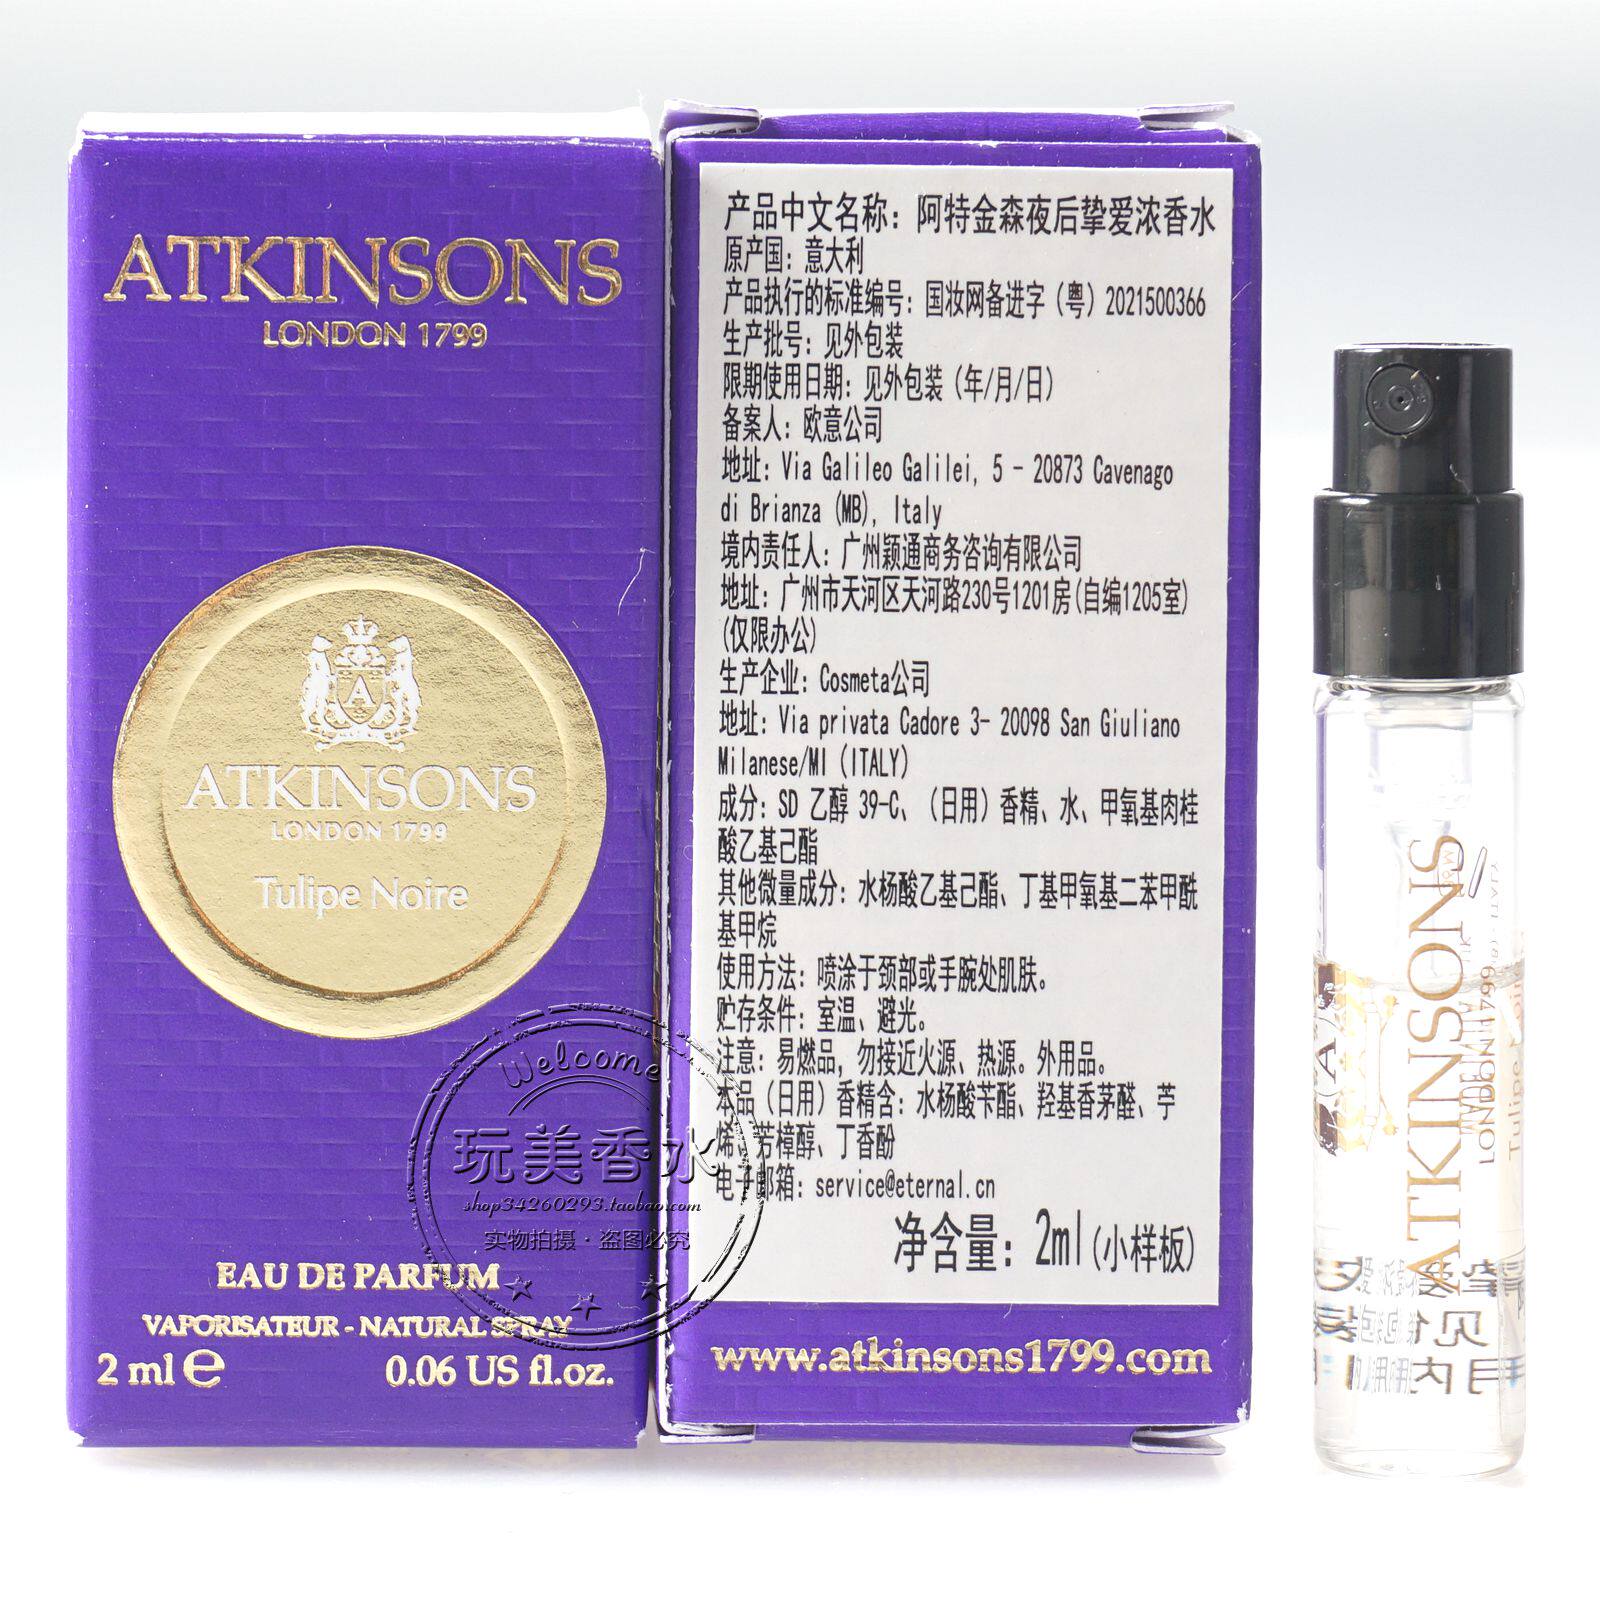 ATKINSONS
LONDON 1799
A
ATKINSONS
LONDON 1799
Tulipe Noire
EAU DE PARFUM
VAPORISATEUR - NATURAL SPRAY
2 ml ℮ 0.06 US fl.oz.
产品中文名称：阿特金森夜后挚爱浓香水
原产国：意大利
产品执行的标准编号：国妆网备进字（粤）2021500366
生产批号：见外包装
限期使用日期：见外包装（年/月/日）
备案人：欧意公司
地址：Via Galileo Galilei, 5 - 20873 Cavenago
di Brianza (MB), Italy
境内责任人：广州颖通商务咨询有限公司
地址：广州市天河区天河路230号1201房(自编1205室)
(仅限办公)
生产企业：Cosmeta公司
地址：Via privata Cadore 3- 20098 San Giuliano
Milanese/MI (ITALY)
成分：SD 乙醇 39-C、（日用）香精、水、甲氧基肉桂
酸乙基己酯
其他微量成分：水杨酸乙基己酯、丁基甲氧基二苯甲酰
基甲烷
使用方法：喷涂于颈部或手腕处肌肤。
贮存条件：室温、避光。
注意：易燃品，勿接近火源、热源。外用品。
本品（日用）香精含：水杨酸苄酯、羟基香茅醛、苧
烯、芳樟醇、丁香酚
电子邮箱：service@eternal.cn
净含量：2ml(小样板)
www.atkinsons1799.com
Welcome
玩美香水
shop34260293.taobao.com
实物拍摄·盗图必究
A
ATKINSONS
LONDON 1799
Tulipe Noire